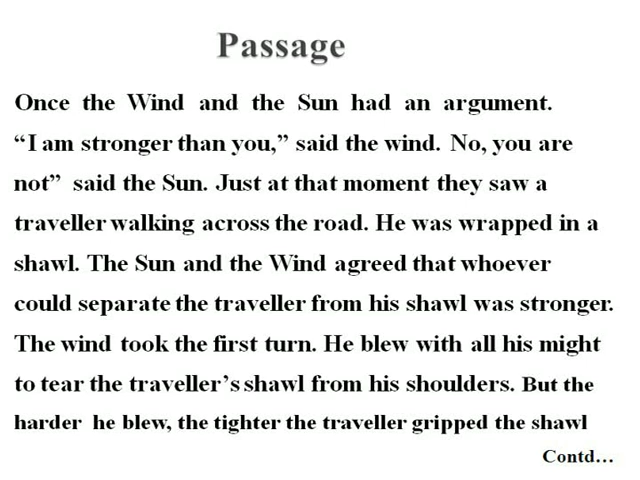 Passage
Once the Wind and the Sun had an argument.
“I am stronger than you,” said the wind. No, you are
not” said the Sun. Just at that moment they saw a
traveller walking across the road. He was wrapped in a
shawl. The Sun and the Wind agreed that whoever
could separate the traveller from his shawl was stronger.
The wind took the first turn. He blew with all his might
to tear the traveller’s shawl from his shoulders. But the
harder he blew, the tighter the traveller gripped the shawl
Contd…